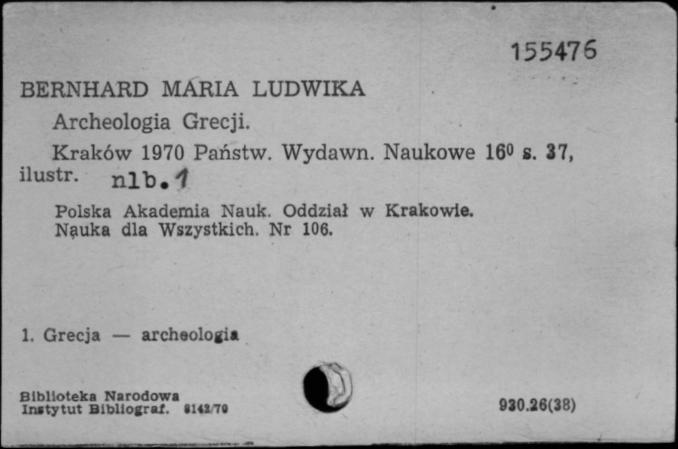 155476
BERNHARD MARIA LUDWIKA
Archeologia Grecji.
Kraków 1970 Państw. Wydawn. Naukowe 16⁰ s. 37,
ilustr. nlb. 1
Polska Akademia Nauk. Oddział w Krakowie.
Nauka dla Wszystkich. Nr 106.
1. Grecja — archeologia
Biblioteka Narodowa
Instytut Bibliograf. 8142/70
930.26(38)